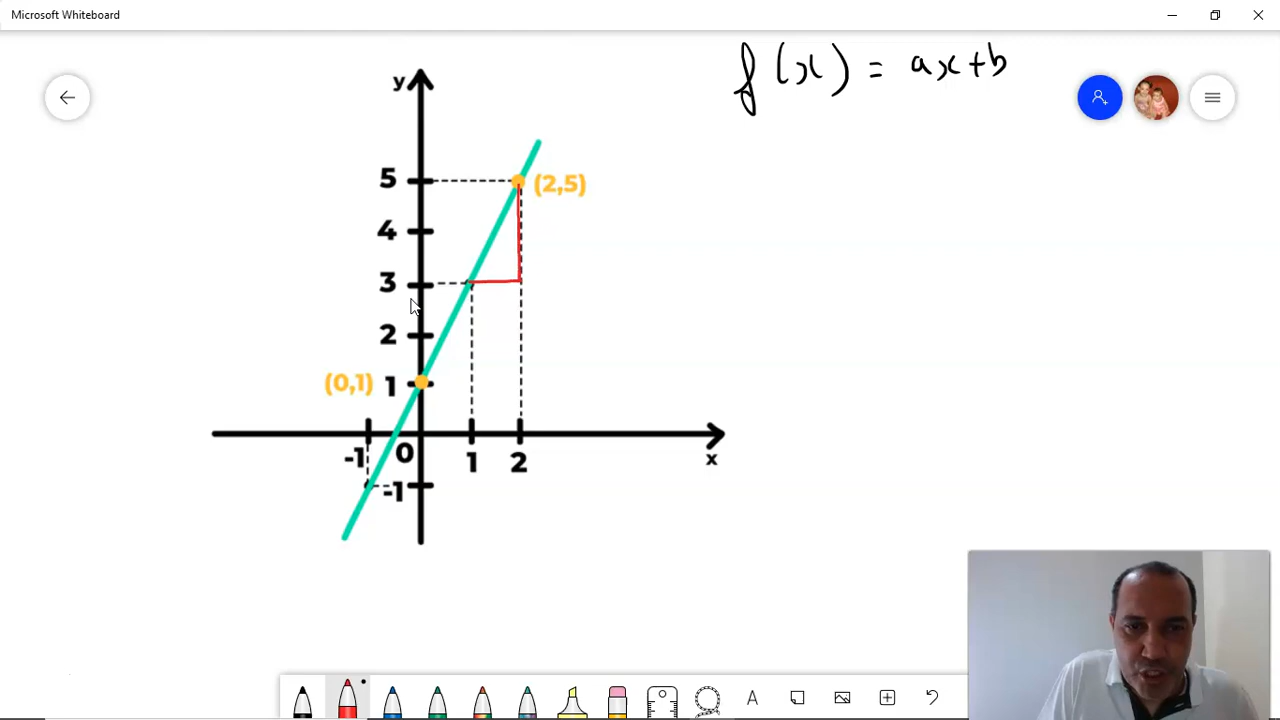 Microsoft Whiteboard
f(x) = ax+b
y
5
(2,5)
4
3
2
(0,1)
1
-1
0
1
2
x
-1
A